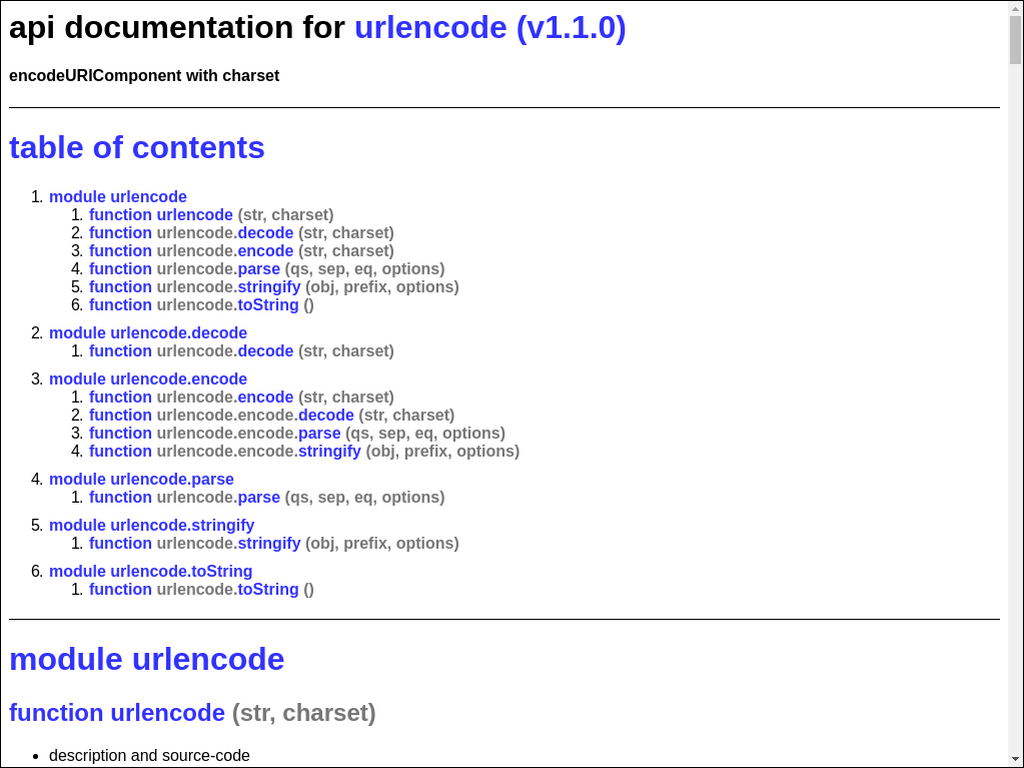 api documentation for urlencode (v1.1.0)
encodeURIComponent with charset
table of contents
1. module urlencode
1. function urlencode (str, charset)
2. function urlencode.decode (str, charset)
3. function urlencode.encode (str, charset)
4. function urlencode.parse (qs, sep, eq, options)
5. function urlencode.stringify (obj, prefix, options)
6. function urlencode.toString ()
2. module urlencode.decode
1. function urlencode.decode (str, charset)
3. module urlencode.encode
1. function urlencode.encode (str, charset)
2. function urlencode.encode.decode (str, charset)
3. function urlencode.encode.parse (qs, sep, eq, options)
4. function urlencode.encode.stringify (obj, prefix, options)
4. module urlencode.parse
1. function urlencode.parse (qs, sep, eq, options)
5. module urlencode.stringify
1. function urlencode.stringify (obj, prefix, options)
6. module urlencode.toString
1. function urlencode.toString ()
module urlencode
function urlencode (str, charset)
• description and source-code